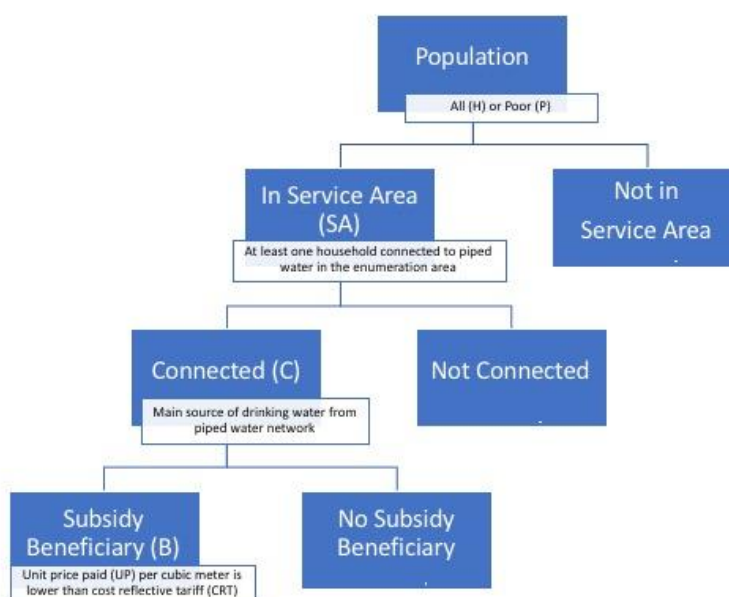 Population
All (H) or Poor (P)
In Service Area
(SA)
At least one household connected to piped
water in the enumeration area
Not in
Service Area
Connected (C)
Main source of drinking water from
piped water network
Not Connected
Subsidy
Beneficiary (B)
Unit price paid (UP) per cubic meter is
lower than cost reflective tariff (CRT)
No Subsidy
Beneficiary